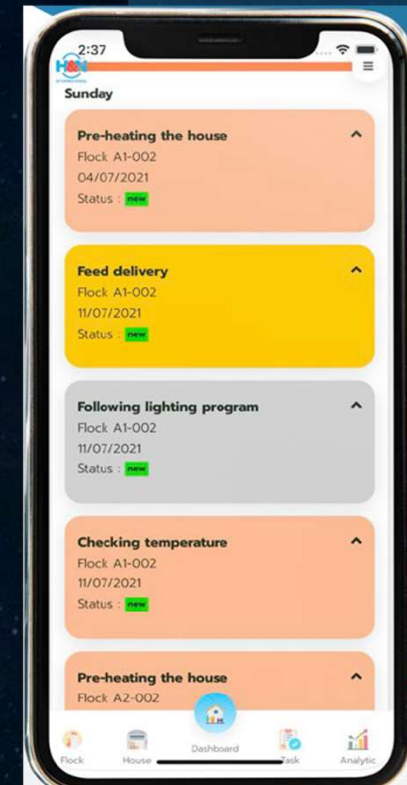 2:37
H&N
Sunday
Pre-heating the house
Flock A1-002
04/07/2021
Status : new
Feed delivery
Flock A1-002
11/07/2021
Status : new
Following lighting program
Flock A1-002
11/07/2021
Status : new
Checking temperature
Flock A1-002
11/07/2021
Status : new
Pre-heating the house
Flock A2-002
Flock House Dashboard Task Analytic